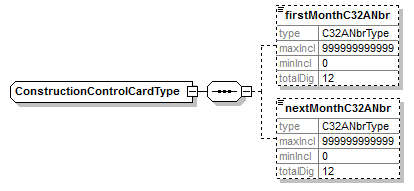 firstMonthC32ANbr
type C32ANbrType
maxIncl 999999999999
minIncl 0
totalDig 12
ConstructionControlCardType
nextMonthC32ANbr
type C32ANbrType
maxIncl 999999999999
minIncl 0
totalDig 12